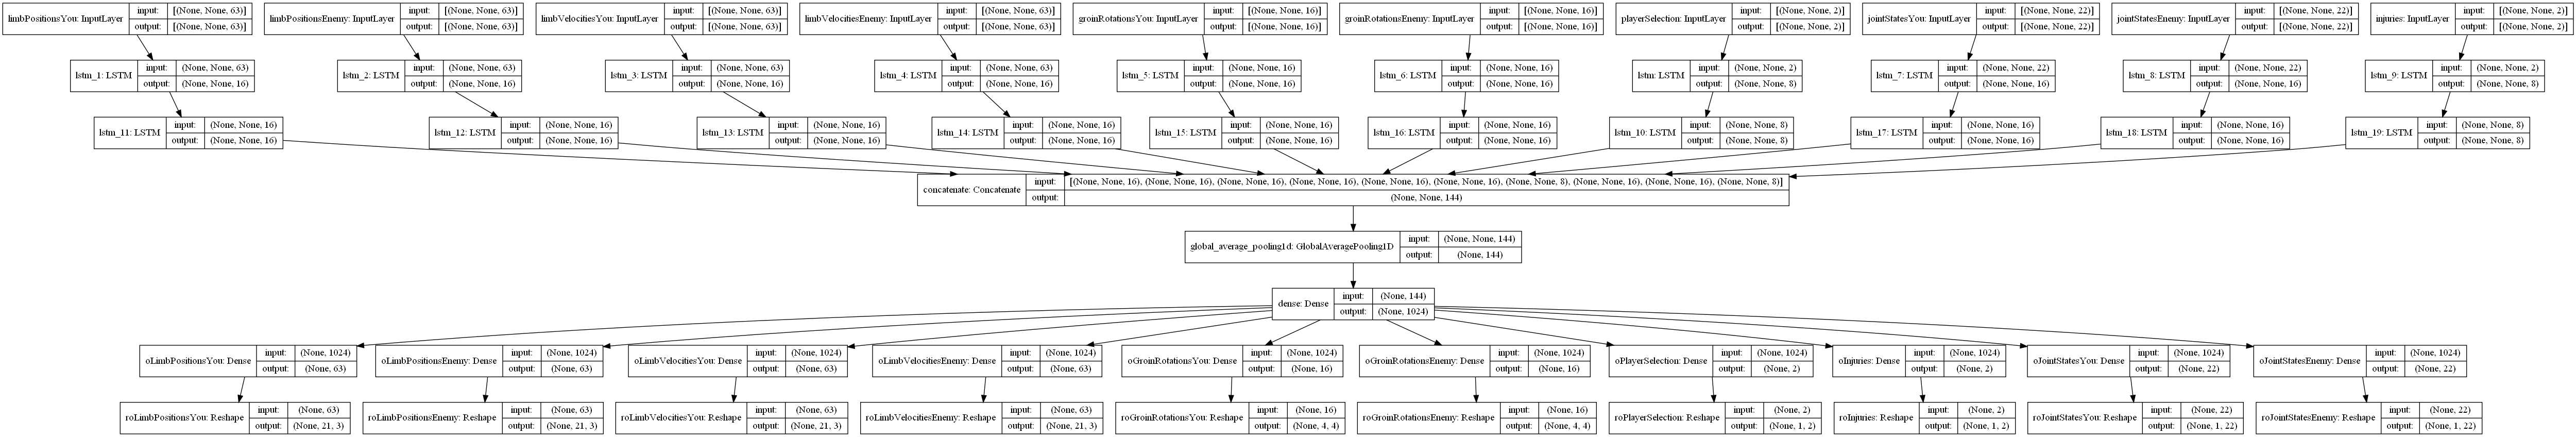 limbPositionsYou: InputLayer input: [(None, None, 63)] output: [(None, None, 63)]
limbPositionsEnemy: InputLayer input: [(None, None, 63)] output: [(None, None, 63)]
limbVelocitiesYou: InputLayer input: [(None, None, 63)] output: [(None, None, 63)]
limbVelocitiesEnemy: InputLayer input: [(None, None, 63)] output: [(None, None, 63)]
groinRotationsYou: InputLayer input: [(None, None, 16)] output: [(None, None, 16)]
groinRotationsEnemy: InputLayer input: [(None, None, 16)] output: [(None, None, 16)]
playerSelection: InputLayer input: [(None, None, 2)] output: [(None, None, 2)]
jointStatesYou: InputLayer input: [(None, None, 22)] output: [(None, None, 22)]
jointStatesEnemy: InputLayer input: [(None, None, 22)] output: [(None, None, 22)]
injuries: InputLayer input: [(None, None, 2)] output: [(None, None, 2)]
lstm_1: LSTM input: (None, None, 63) output: (None, None, 16)
lstm_2: LSTM input: (None, None, 63) output: (None, None, 16)
lstm_3: LSTM input: (None, None, 63) output: (None, None, 16)
lstm_4: LSTM input: (None, None, 63) output: (None, None, 16)
lstm_5: LSTM input: (None, None, 16) output: (None, None, 16)
lstm_6: LSTM input: (None, None, 16) output: (None, None, 16)
lstm: LSTM input: (None, None, 2) output: (None, None, 8)
lstm_7: LSTM input: (None, None, 22) output: (None, None, 16)
lstm_8: LSTM input: (None, None, 22) output: (None, None, 16)
lstm_9: LSTM input: (None, None, 2) output: (None, None, 8)
lstm_11: LSTM input: (None, None, 16) output: (None, None, 16)
lstm_12: LSTM input: (None, None, 16) output: (None, None, 16)
lstm_13: LSTM input: (None, None, 16) output: (None, None, 16)
lstm_14: LSTM input: (None, None, 16) output: (None, None, 16)
lstm_15: LSTM input: (None, None, 16) output: (None, None, 16)
lstm_16: LSTM input: (None, None, 16) output: (None, None, 16)
lstm_10: LSTM input: (None, None, 8) output: (None, None, 8)
lstm_17: LSTM input: (None, None, 16) output: (None, None, 16)
lstm_18: LSTM input: (None, None, 16) output: (None, None, 16)
lstm_19: LSTM input: (None, None, 8) output: (None, None, 8)
concatenate: Concatenate input: [(None, None, 16), (None, None, 16), (None, None, 16), (None, None, 16), (None, None, 16), (None, None, 16), (None, None, 8), (None, None, 16), (None, None, 16), (None, None, 8)] output: (None, None, 144)
global_average_pooling1d: GlobalAveragePooling1D input: (None, None, 144) output: (None, 144)
dense: Dense input: (None, 144) output: (None, 1024)
oLimbPositionsYou: Dense input: (None, 1024) output: (None, 63)
oLimbPositionsEnemy: Dense input: (None, 1024) output: (None, 63)
oLimbVelocitiesYou: Dense input: (None, 1024) output: (None, 63)
oLimbVelocitiesEnemy: Dense input: (None, 1024) output: (None, 63)
oGroinRotationsYou: Dense input: (None, 1024) output: (None, 16)
oGroinRotationsEnemy: Dense input: (None, 1024) output: (None, 16)
oPlayerSelection: Dense input: (None, 1024) output: (None, 2)
oInjuries: Dense input: (None, 1024) output: (None, 2)
oJointStatesYou: Dense input: (None, 1024) output: (None, 22)
oJointStatesEnemy: Dense input: (None, 1024) output: (None, 22)
roLimbPositionsYou: Reshape input: (None, 63) output: (None, 21, 3)
roLimbPositionsEnemy: Reshape input: (None, 63) output: (None, 21, 3)
roLimbVelocitiesYou: Reshape input: (None, 63) output: (None, 21, 3)
roLimbVelocitiesEnemy: Reshape input: (None, 63) output: (None, 21, 3)
roGroinRotationsYou: Reshape input: (None, 16) output: (None, 4, 4)
roGroinRotationsEnemy: Reshape input: (None, 16) output: (None, 4, 4)
roPlayerSelection: Reshape input: (None, 2) output: (None, 1, 2)
roInjuries: Reshape input: (None, 2) output: (None, 1, 2)
roJointStatesYou: Reshape input: (None, 22) output: (None, 1, 22)
roJointStatesEnemy: Reshape input: (None, 22) output: (None, 1, 22)